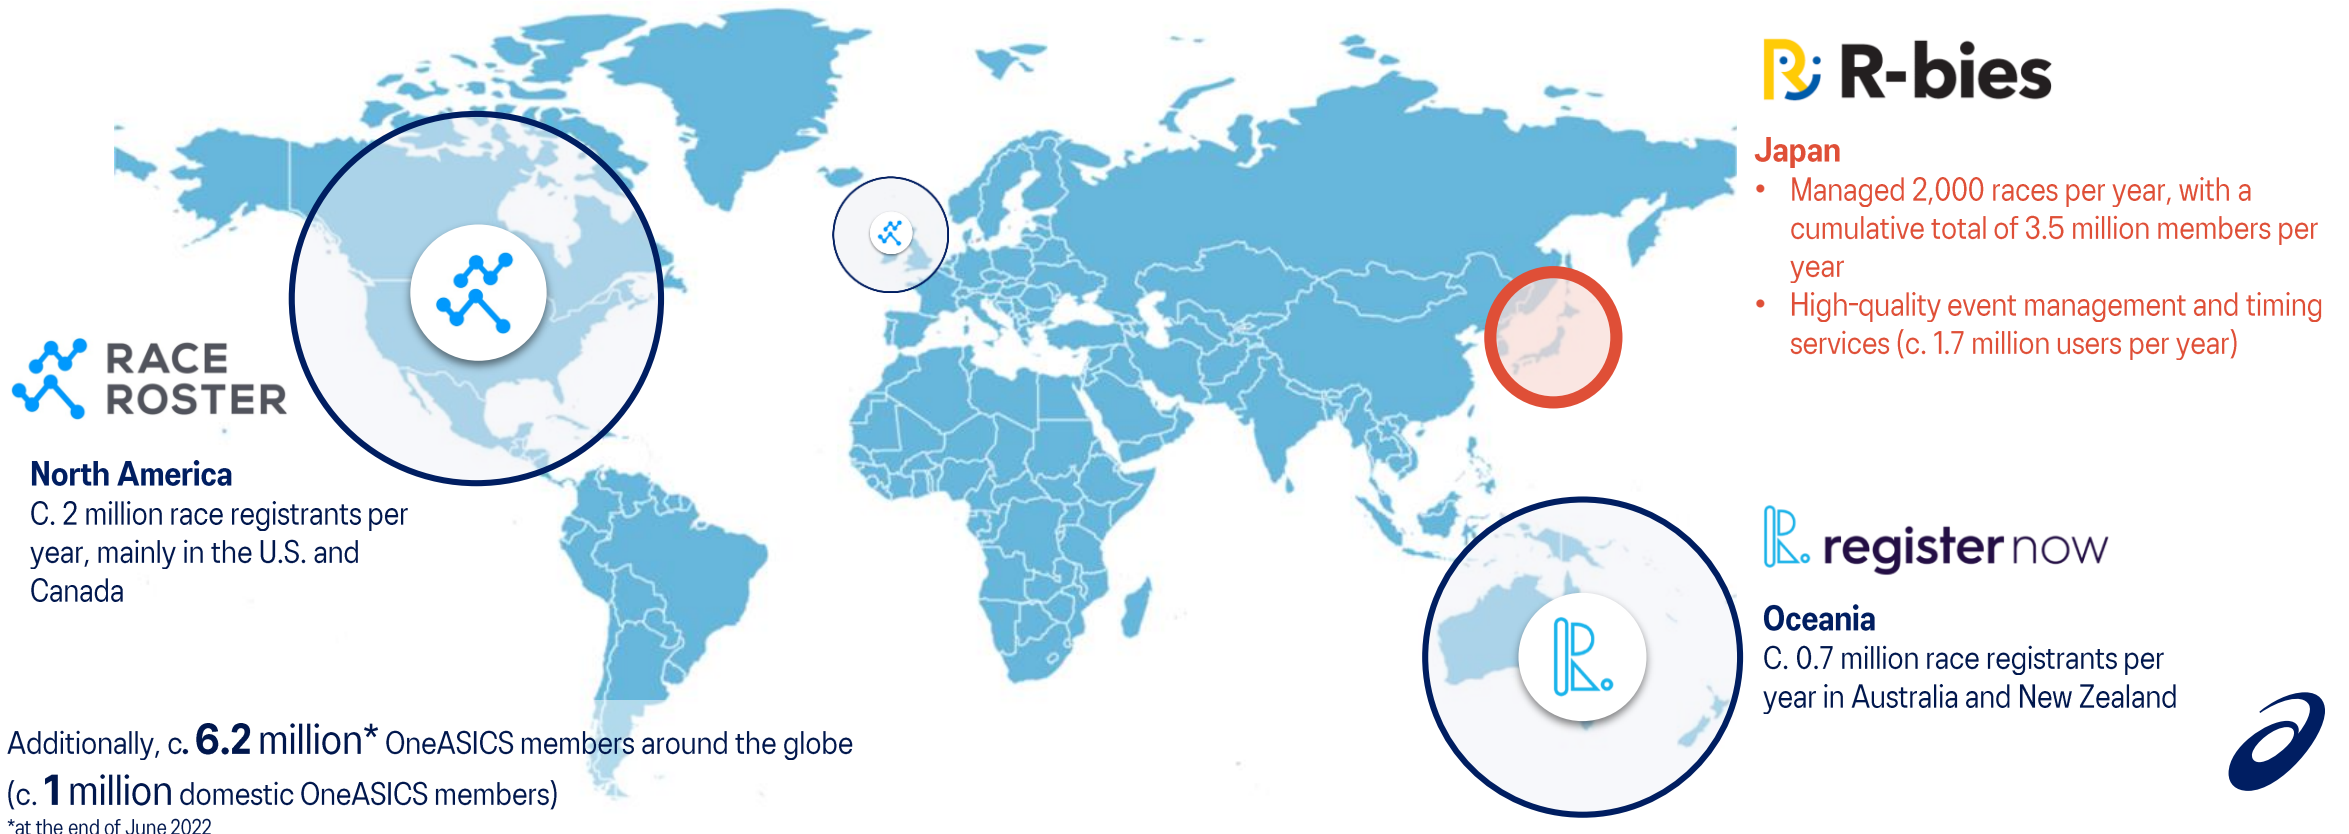 R-bies
Japan
• Managed 2,000 races per year, with a
cumulative total of 3.5 million members per
year
• High-quality event management and timing
services (c. 1.7 million users per year)
RACE
ROSTER
North America
C. 2 million race registrants per
year, mainly in the U.S. and
Canada
register now
Oceania
C. 0.7 million race registrants per
year in Australia and New Zealand
Additionally, c. 6.2 million* OneASICS members around the globe
(c. 1 million domestic OneASICS members)
*at the end of June 2022